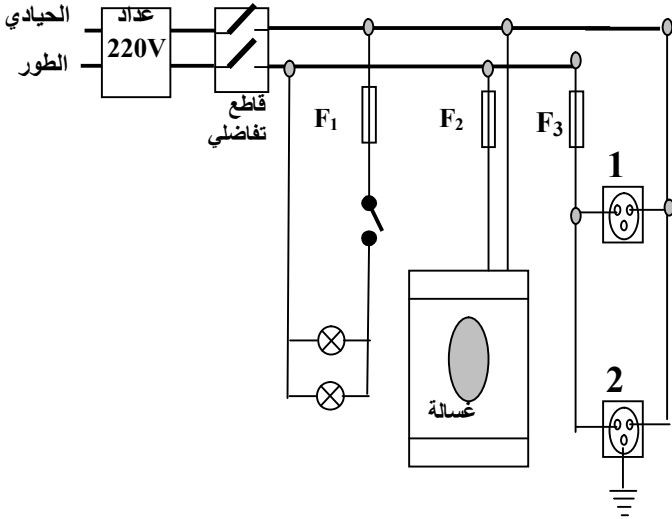 الحيادي
الطور
عداد
220V
قاطع
تفاضلي
F1
F2
F3
1
2
غسالة